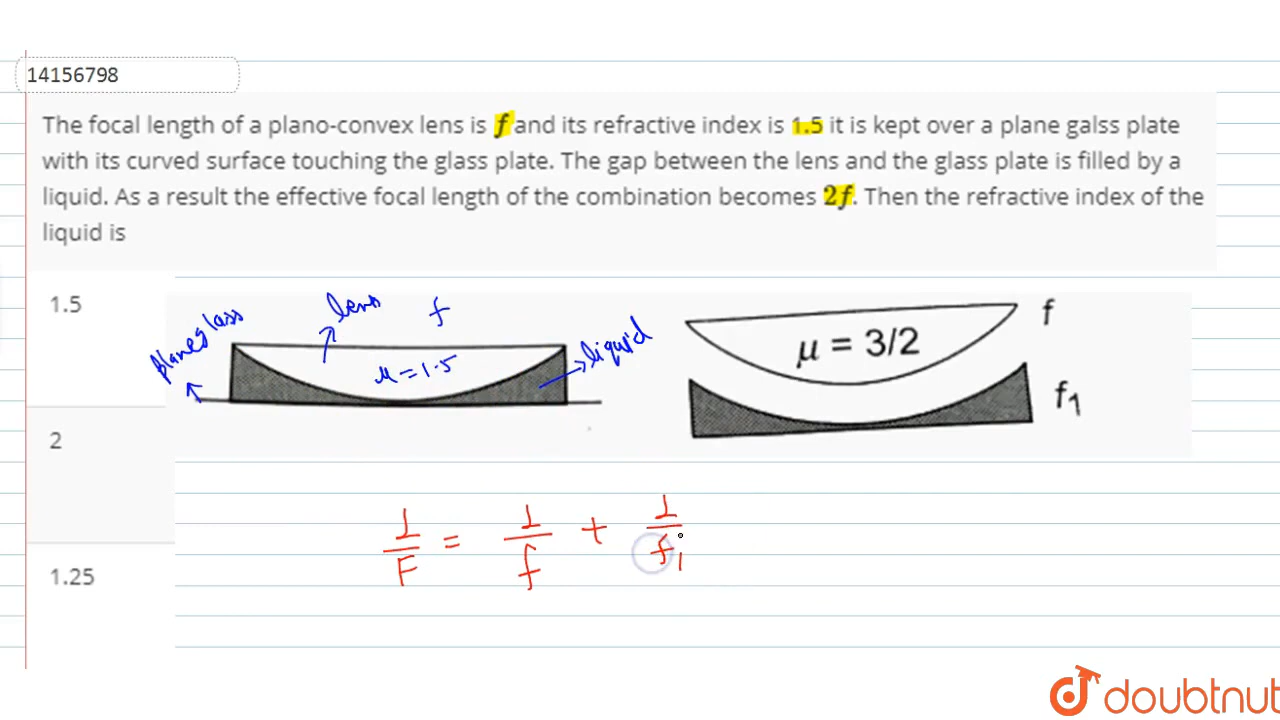 14156798
The focal length of a plano-convex lens is f and its refractive index is 1.5 it is kept over a plane galss plate
with its curved surface touching the glass plate. The gap between the lens and the glass plate is filled by a
liquid. As a result the effective focal length of the combination becomes 2f. Then the refractive index of the
liquid is
1.5
plane glass
lens
f
μ = 1.5
liquid
μ = 3/2
f
f₁
2
1/F = 1/f + 1/f₁
1.25
doubtnut